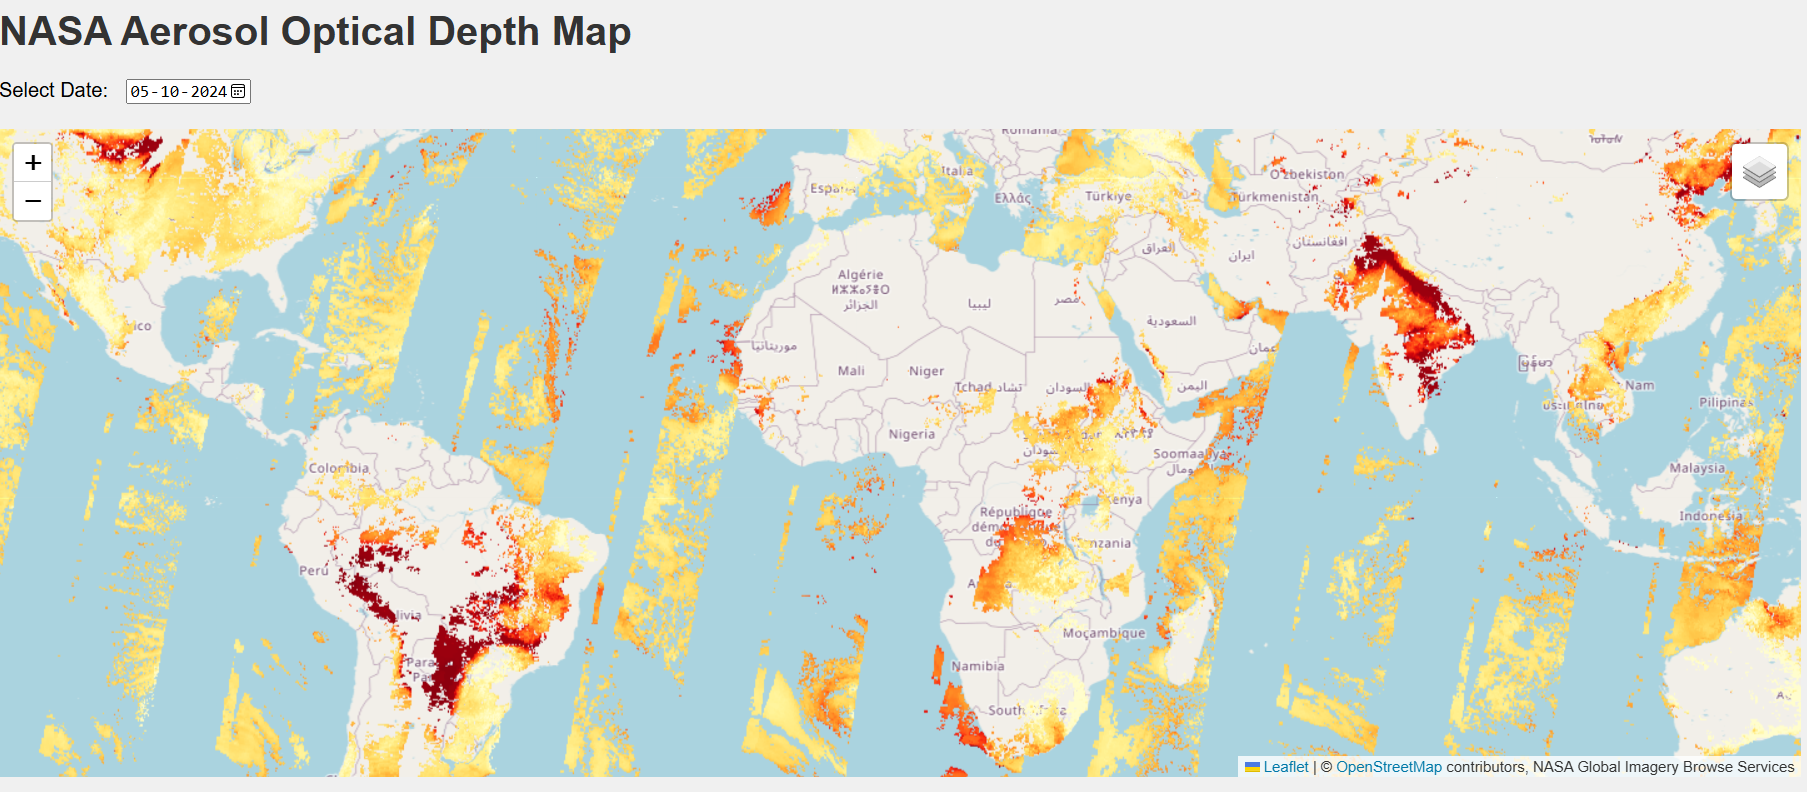 NASA Aerosol Optical Depth Map
Select Date: 05-10-2024
+
−
România
Italia
O'zbekiston
España
Ελλάς
Türkiye
Türkmenistan
العراق
افغانستان
ایران
Algérie
ⵍⵣⵣⴰⵢⴻⵔ
الجزائر
ليبيا
مصر
السعودية
ico
موريتانيا
عمان
Mali
Niger
Tchad تشاد
السودان
اليمن
Nam
Pilipinas
Nigeria
Soomaaliya
Colombia
Malaysia
Kenya
République
démocratique
du
Indonesia
Perú
Tanzania
Angola
Bolivia
Moçambique
Para
Namibia
South Africa
Leaflet | © OpenStreetMap contributors, NASA Global Imagery Browse Services